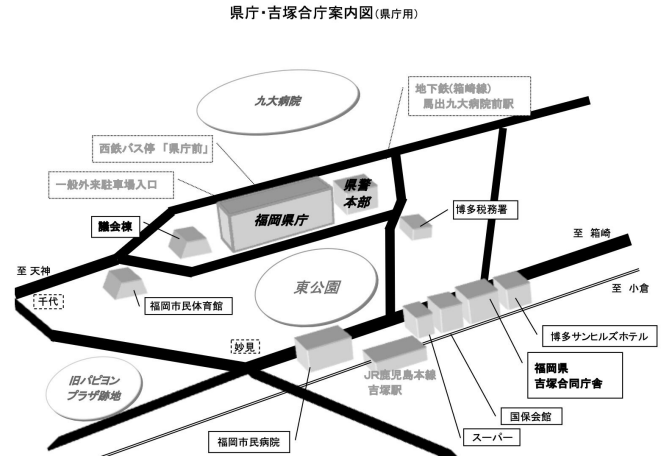 県庁・吉塚合庁案内図(県庁用)
九大病院
地下鉄(箱崎線)
馬出九大病院前駅
西鉄バス停 「県庁前」
一般外来駐車場入口
県警
本部
福岡県庁
議会棟
博多税務署
至 箱崎
至 天神
東公園
至 小倉
千代
福岡市民体育館
妙見
博多サンヒルズホテル
JR鹿児島本線
吉塚駅
福岡県
吉塚合同庁舎
旧パピヨン
プラザ跡地
国保会館
スーパー
福岡市民病院